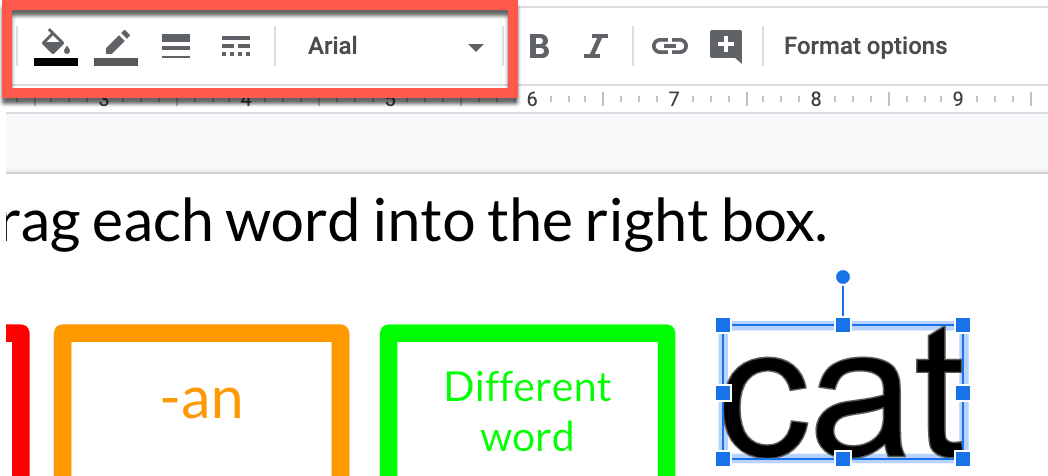 Arial
B I
Format options
3 4 5 6 7 8 9
rag each word into the right box.
-an
Different
word
cat